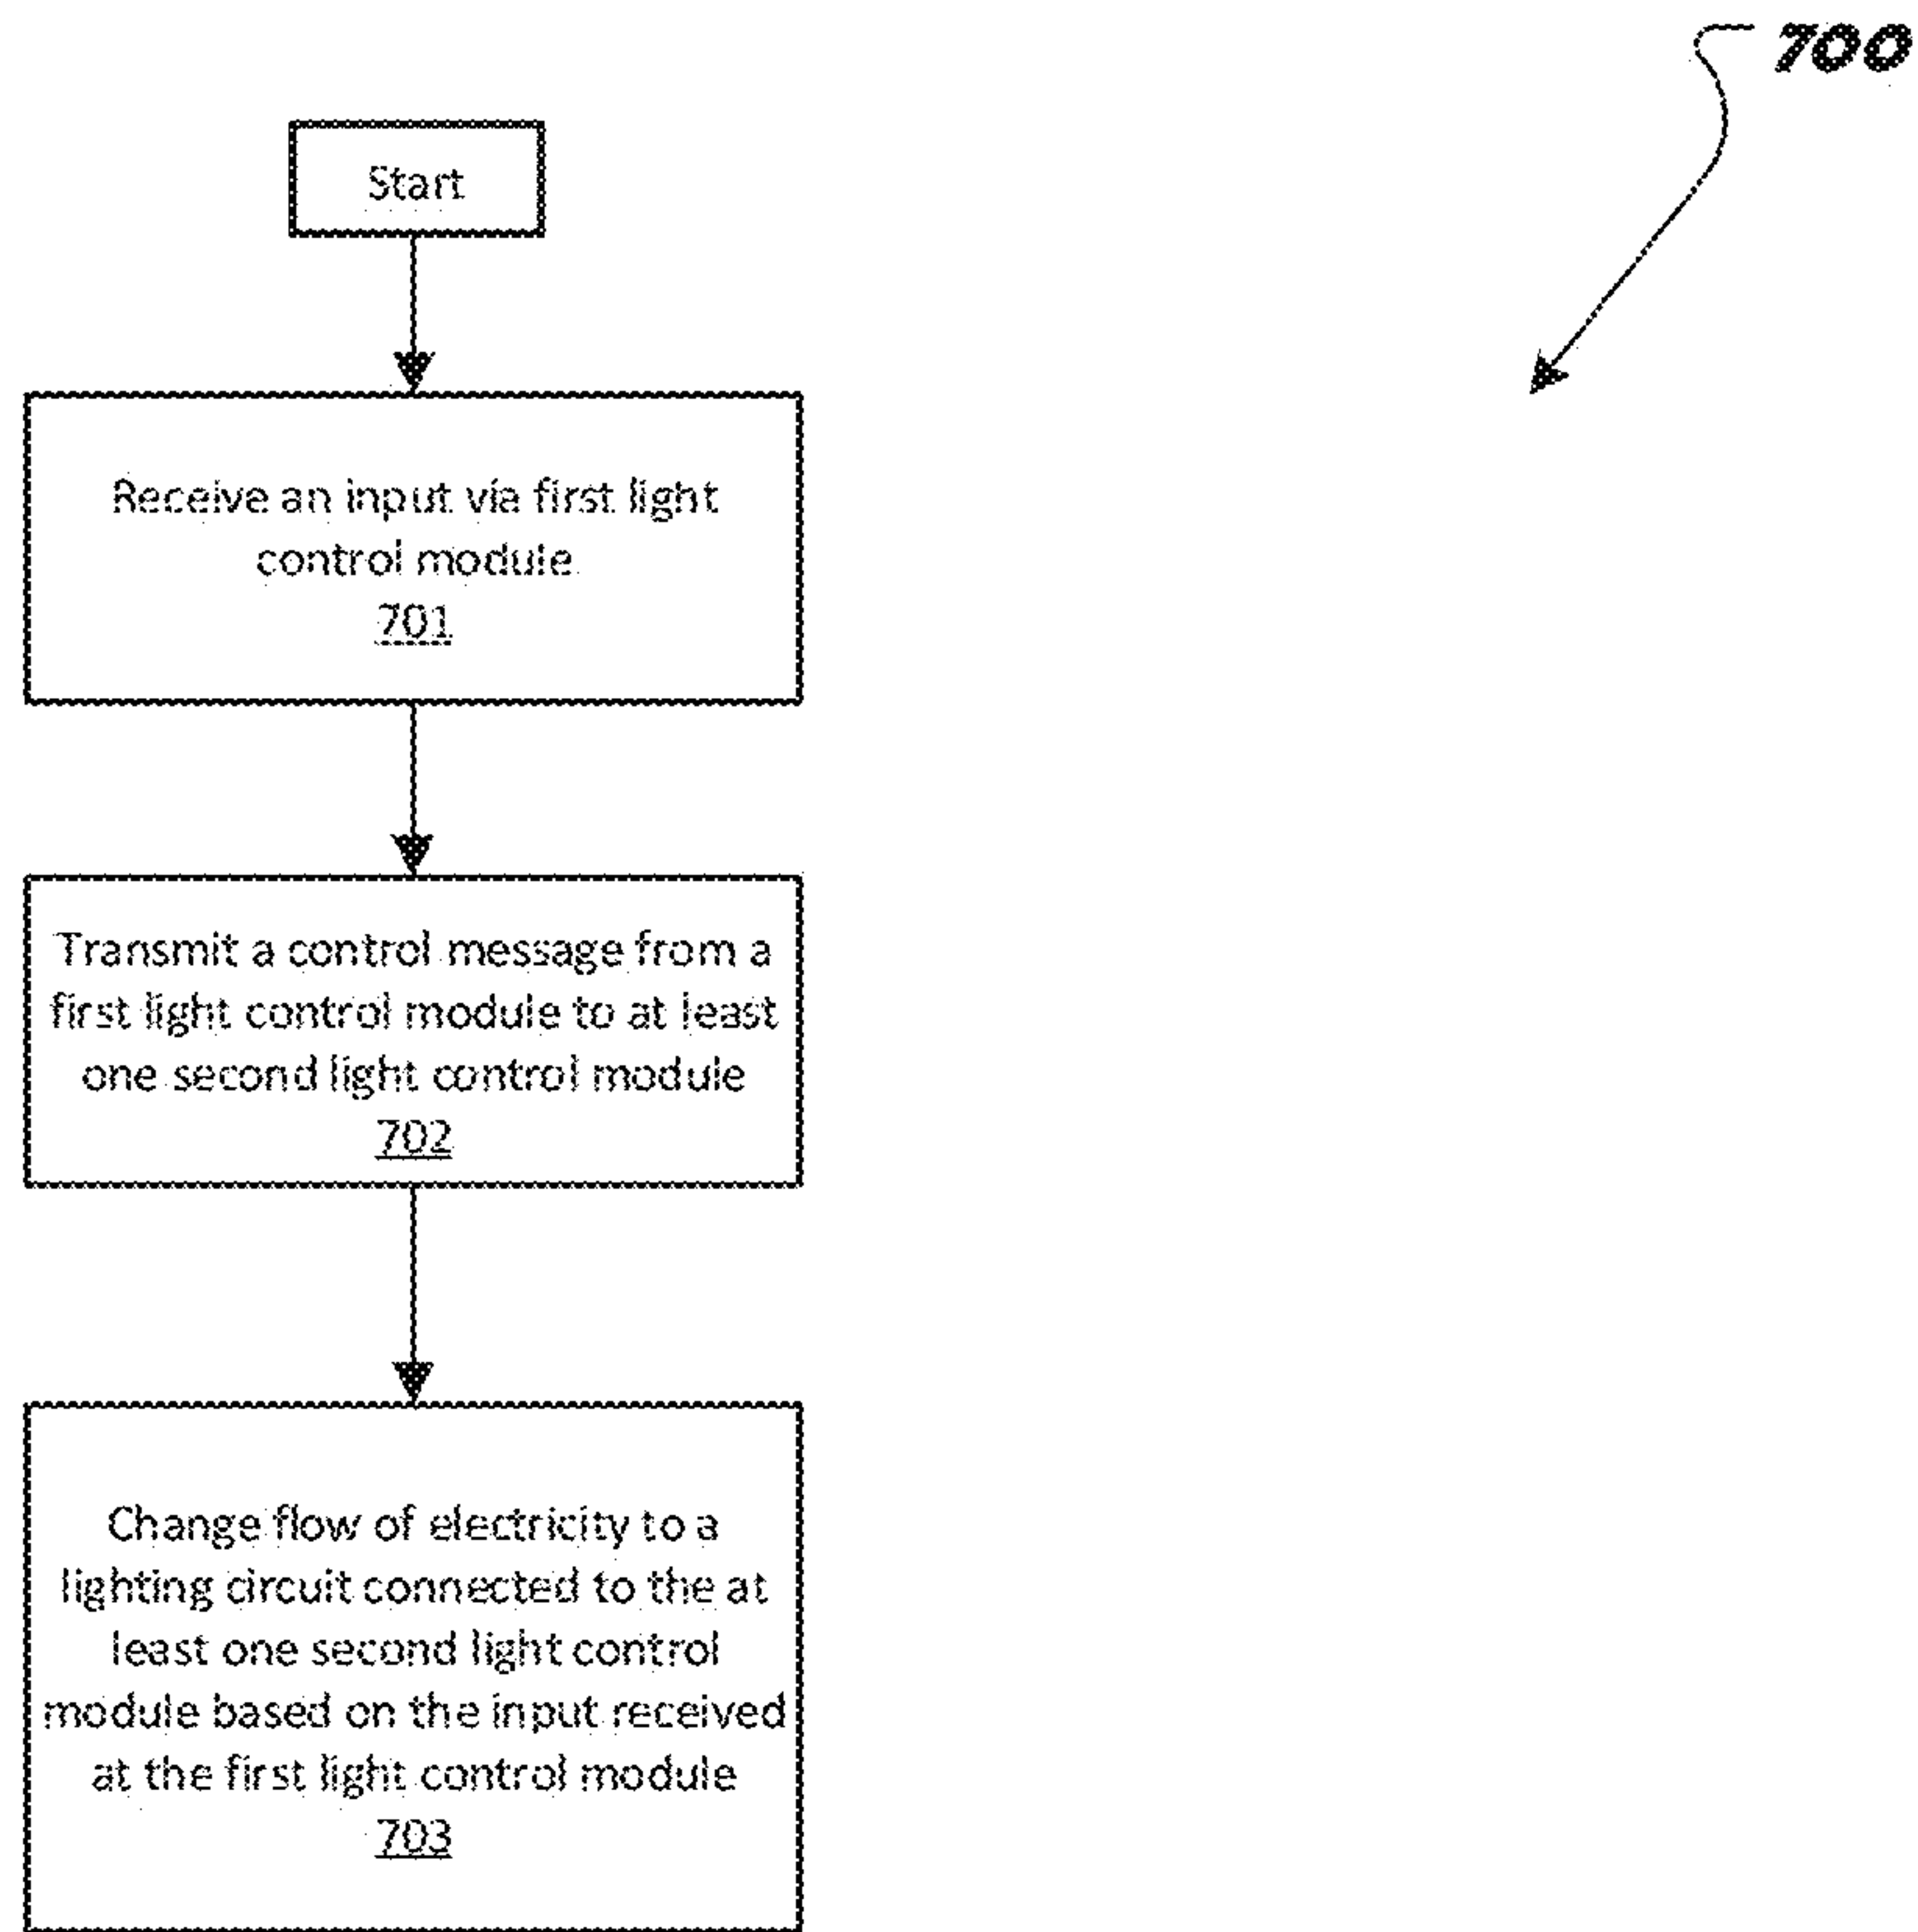 700
Start
Receive an input via first light
control module
701
Transmit a control message from a
first light control module to at least
one second light control module
702
Change flow of electricity to a
lighting circuit connected to the at
least one second light control
module based on the input received
at the first light control module
703